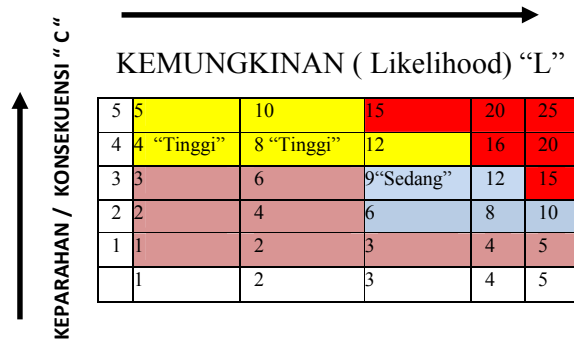 KEPARAHAN / KONSEKUENSI “ C “
KEMUNGKINAN ( Likelihood) “L”
5 5 10 15 20 25
4 4 “Tinggi” 8 “Tinggi” 12 16 20
3 3 6 9“Sedang” 12 15
2 2 4 6 8 10
1 1 2 3 4 5
1 2 3 4 5